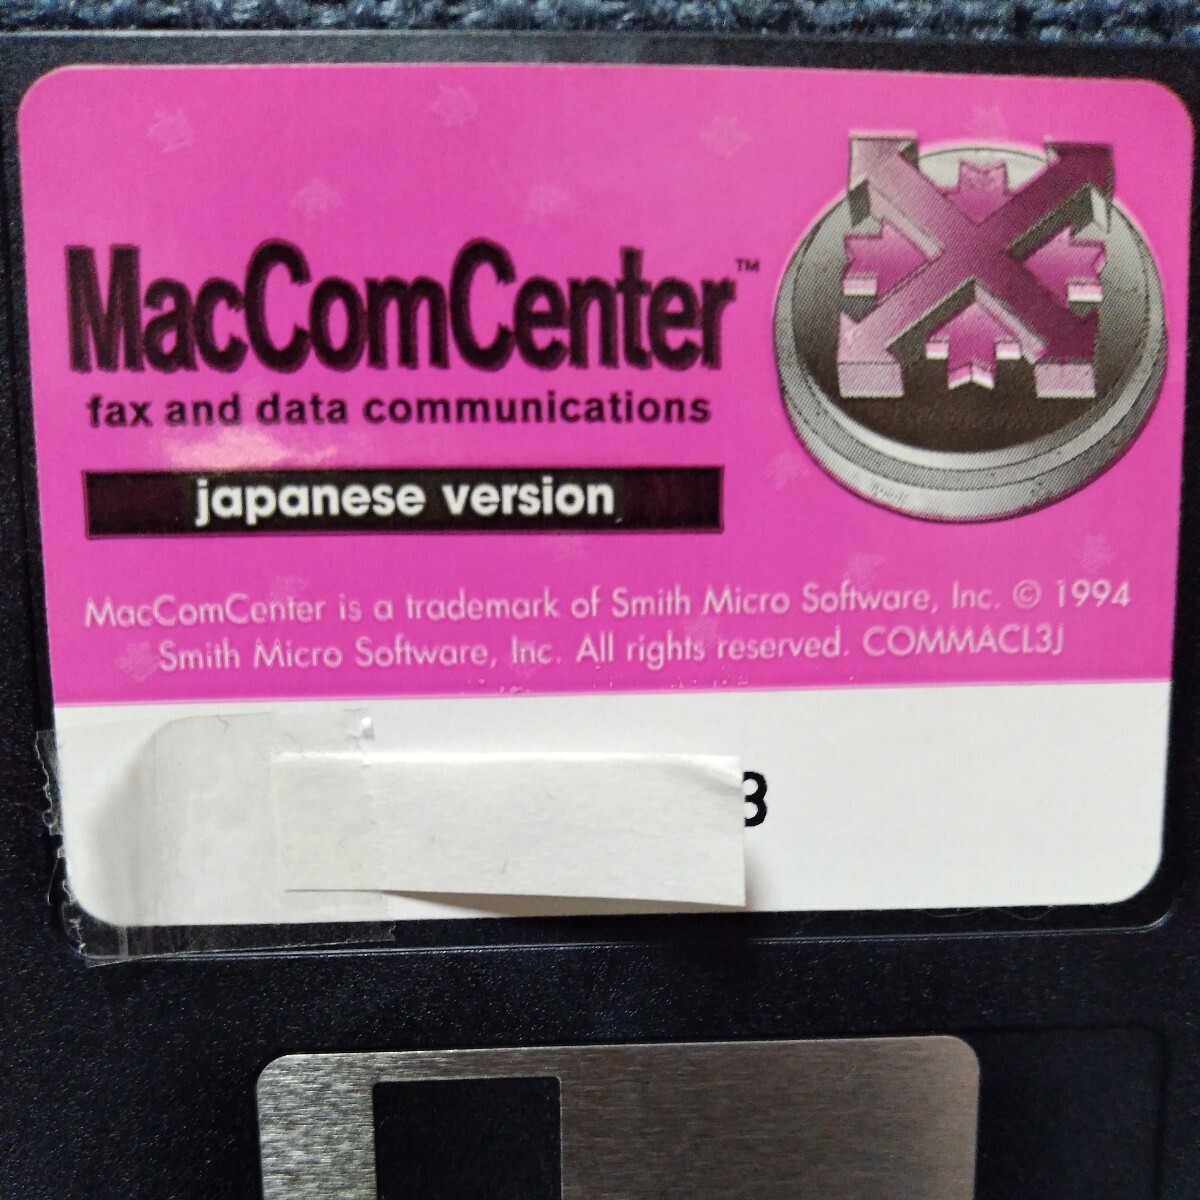 MacComCenter™
fax and data communications
japanese version
MacComCenter is a trademark of Smith Micro Software, Inc. © 1994
Smith Micro Software, Inc. All rights reserved. COMMACL3J